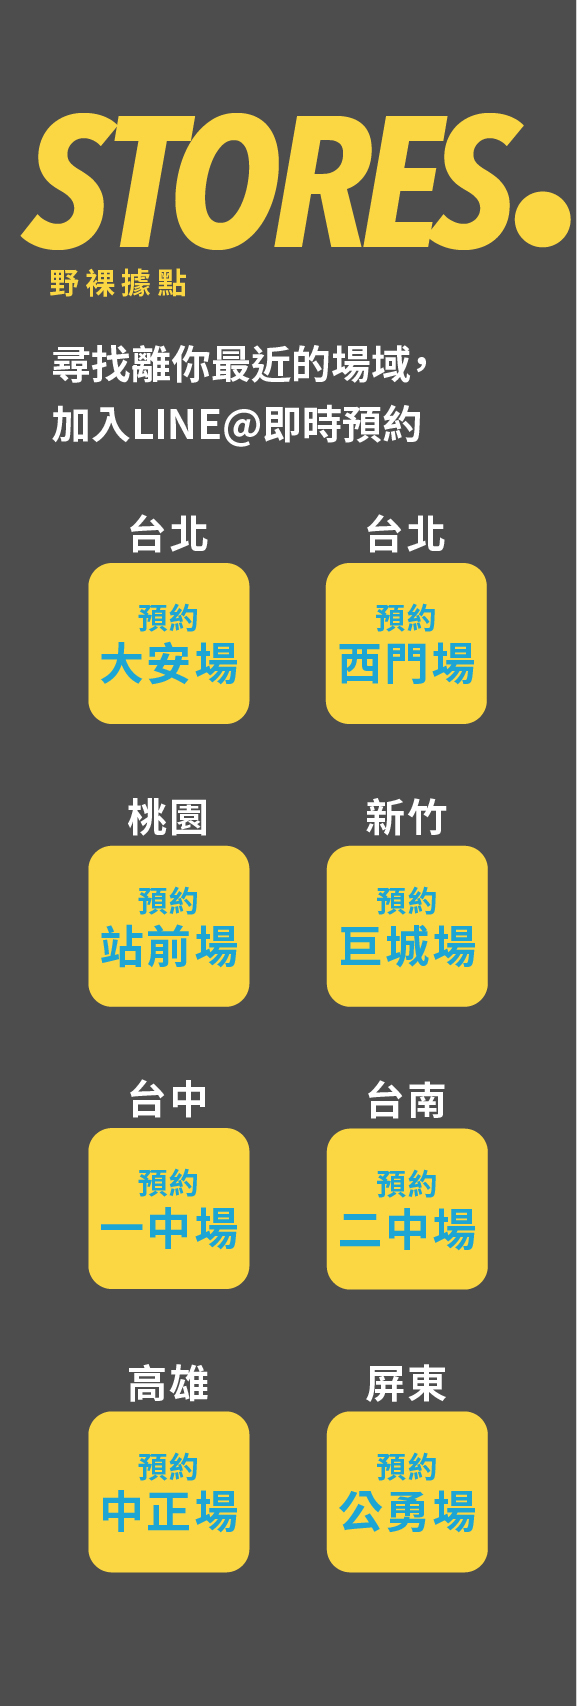 STORES.
野裸據點
尋找離你最近的場域，
加入LINE@即時預約
台北
預約
大安場
台北
預約
西門場
桃園
預約
站前場
新竹
預約
巨城場
台中
預約
一中場
台南
預約
二中場
高雄
預約
中正場
屏東
預約
公勇場